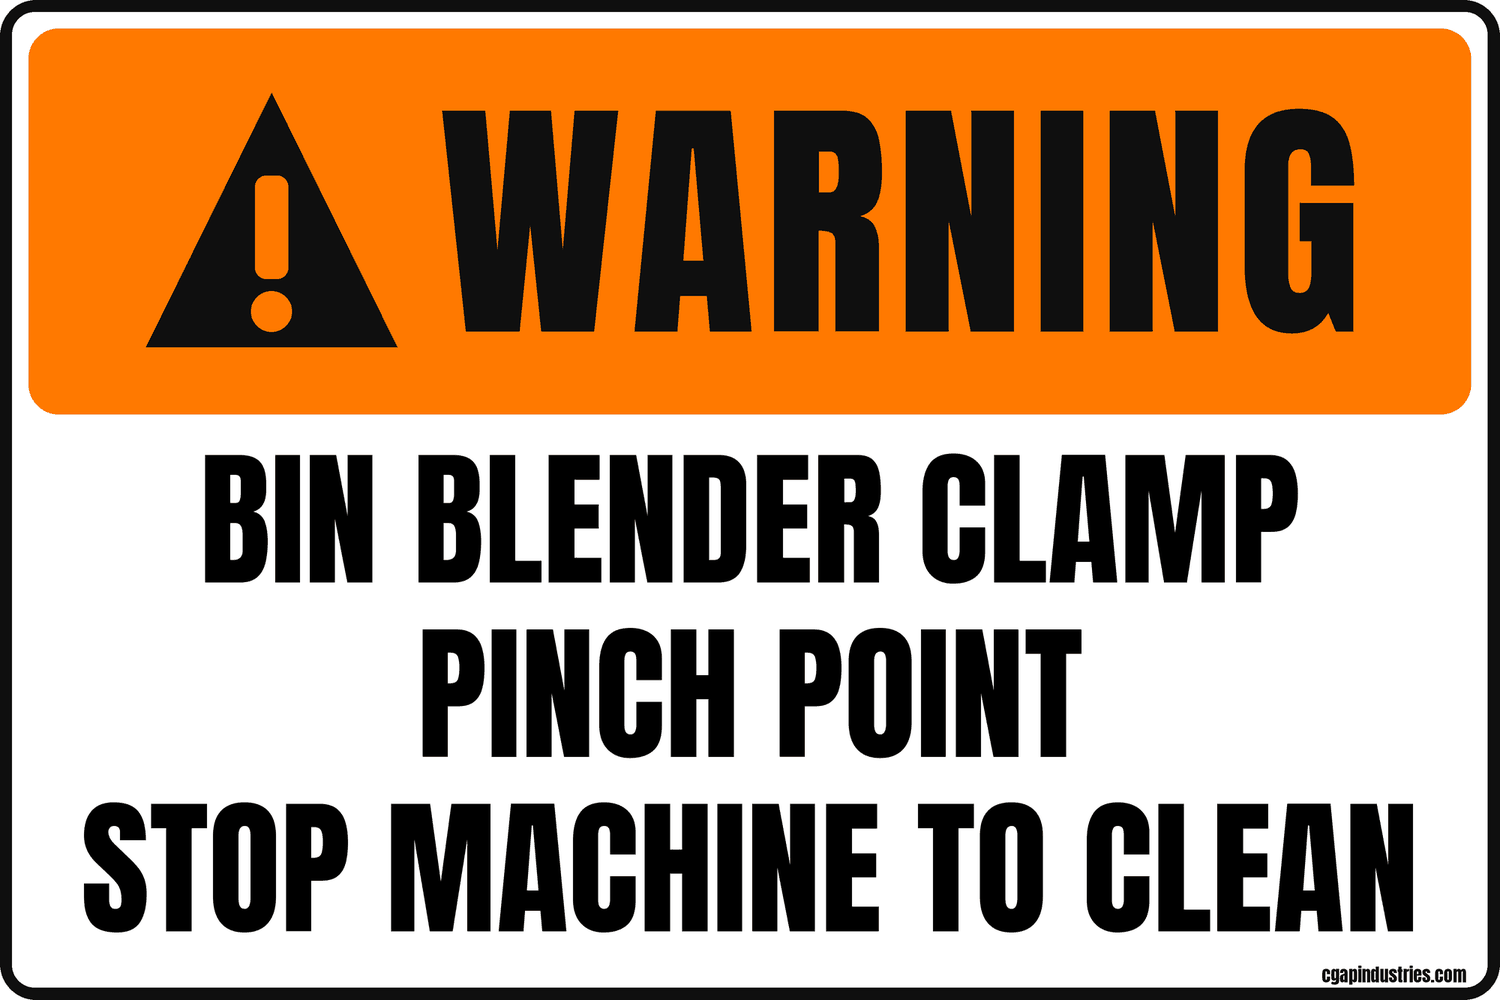 WARNING
BIN BLENDER CLAMP
PINCH POINT
STOP MACHINE TO CLEAN
cgapindustries.com